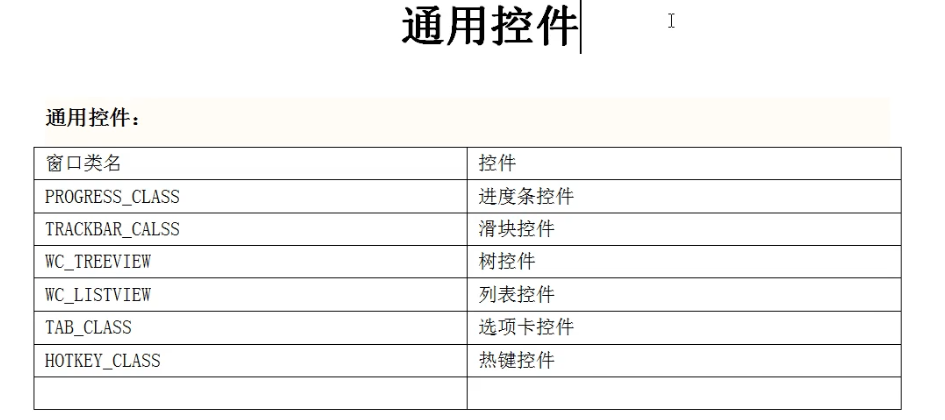 通用控件
通用控件：
窗口类名 控件
PROGRESS_CLASS 进度条控件
TRACKBAR_CALSS 滑块控件
WC_TREEVIEW 树控件
WC_LISTVIEW 列表控件
TAB_CLASS 选项卡控件
HOTKEY_CLASS 热键控件